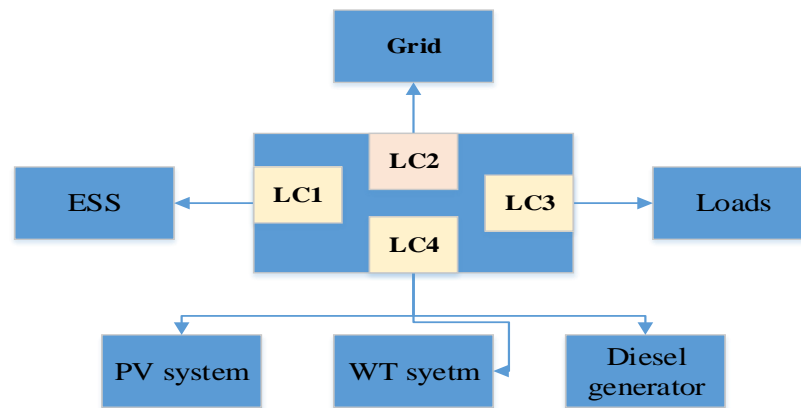 Grid
LC2
LC1
LC3
ESS
Loads
LC4
PV system
WT syetm
Diesel
generator